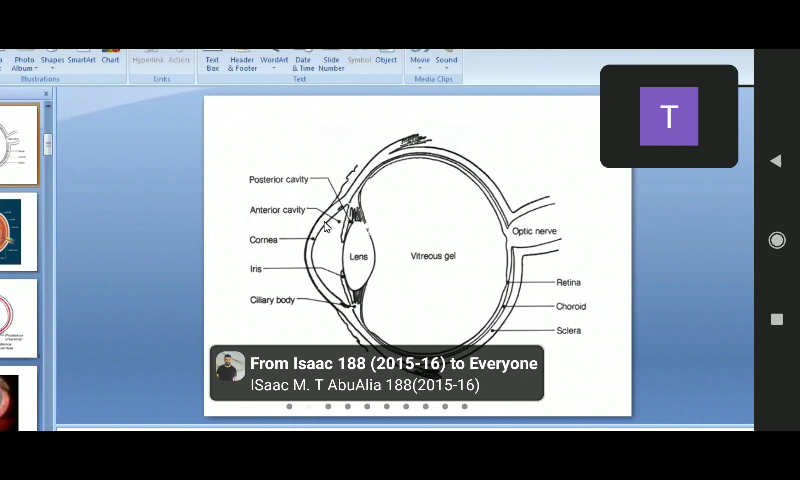 Photo Album
Shapes
SmartArt
Chart
Hyperlink
Action
Text Box
Header & Footer
WordArt
Date & Time
Slide Number
Symbol
Object
Movie
Sound
Illustrations
Links
Text
Media Clips
T
Posterior cavity
Anterior cavity
Cornea
Iris
Ciliary body
Lens
Vitreous gel
Optic nerve
Retina
Choroid
Sclera
From Isaac 188 (2015-16) to Everyone
ISaac M. T AbuAlia 188(2015-16)